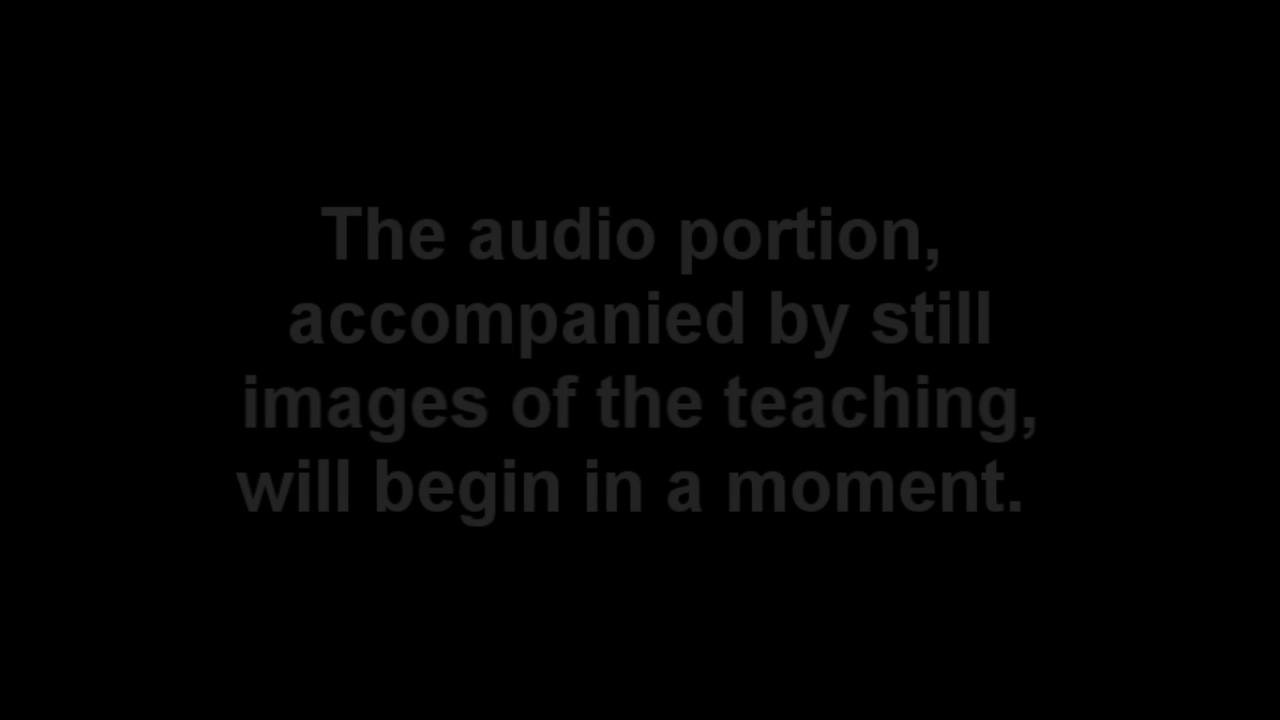 The audio portion,
accompanied by still
images of the teaching,
will begin in a moment.